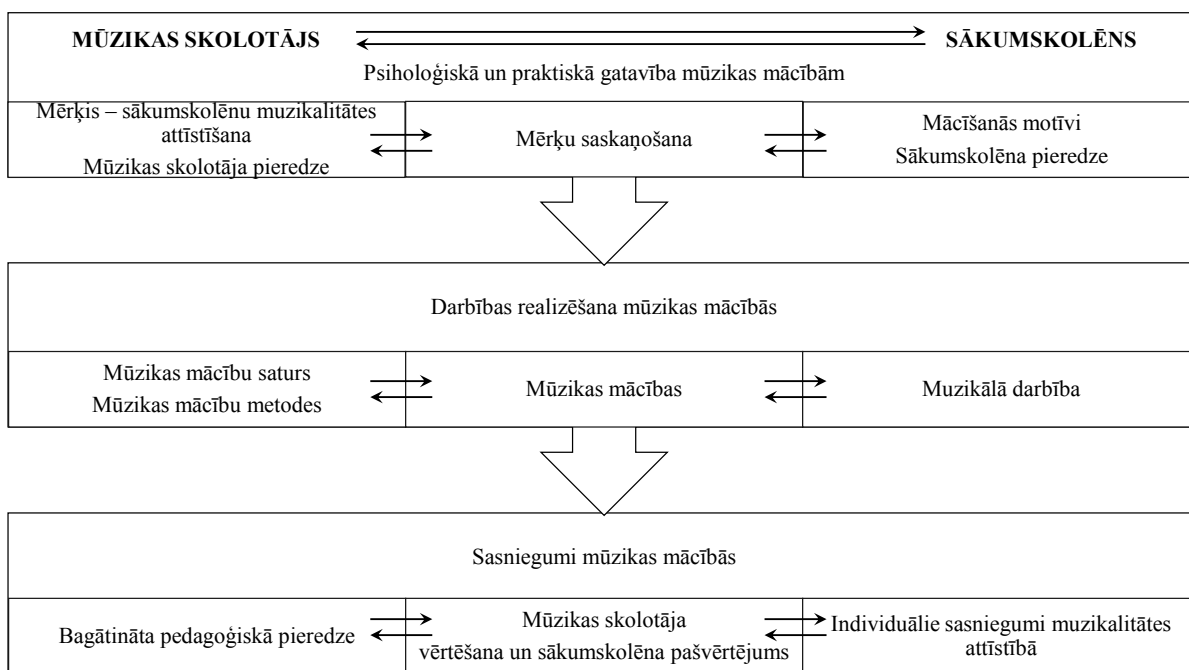 MŪZIKAS SKOLOTĀJS
SĀKUMSKOLĒNS
Psiholoģiskā un praktiskā gatavība mūzikas mācībām
Mērķis – sākumskolēnu muzikalitātes
attīstīšana
Mūzikas skolotāja pieredze
Mērķu saskaņošana
Mācīšanās motīvi
Sākumskolēna pieredze
Darbības realizēšana mūzikas mācībās
Mūzikas mācību saturs
Mūzikas mācību metodes
Mūzikas mācības
Muzikālā darbība
Sasniegumi mūzikas mācībās
Bagātināta pedagoģiskā pieredze
Mūzikas skolotāja
vērtēšana un sākumskolēna pašvērtējums
Individuālie sasniegumi muzikalitātes
attīstībā